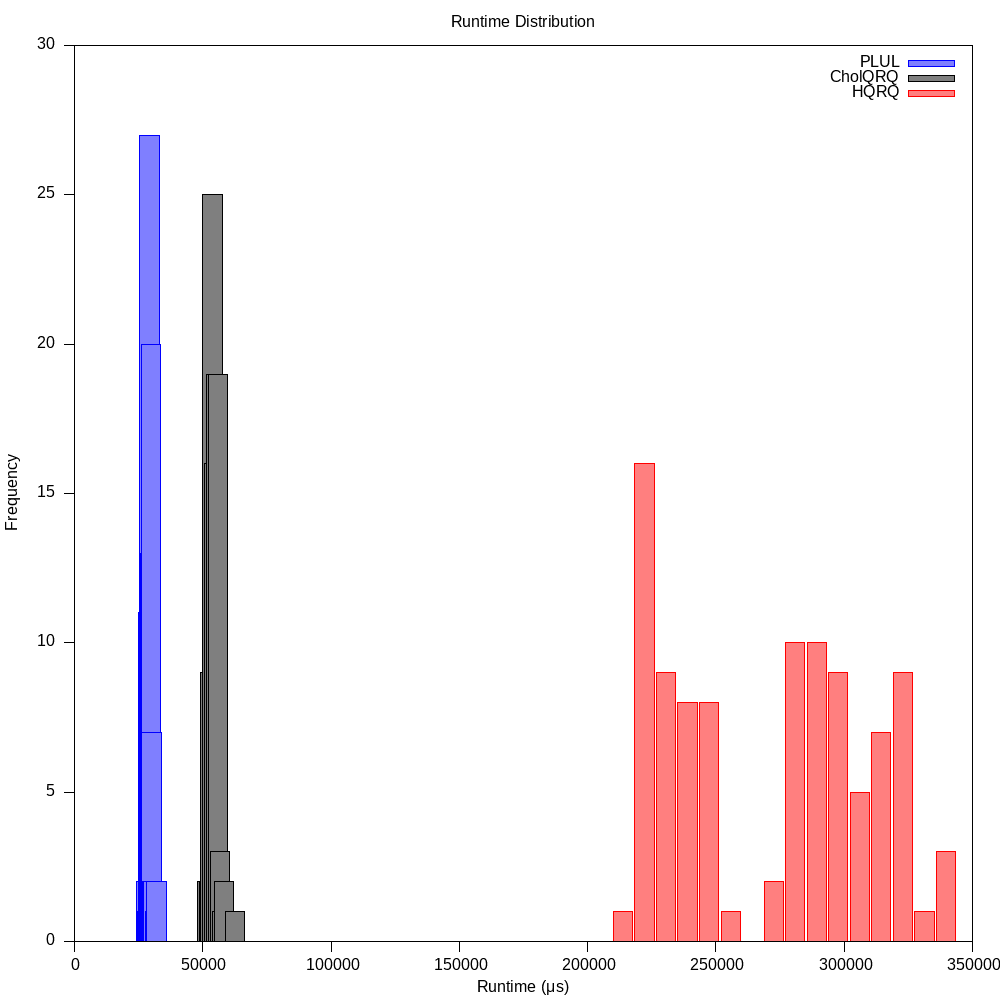 Runtime Distribution
30
25
20
15
10
5
0
Frequency
PLUL
CholQRQ
HQRQ
0 50000 100000 150000 200000 250000 300000 350000
Runtime (µs)